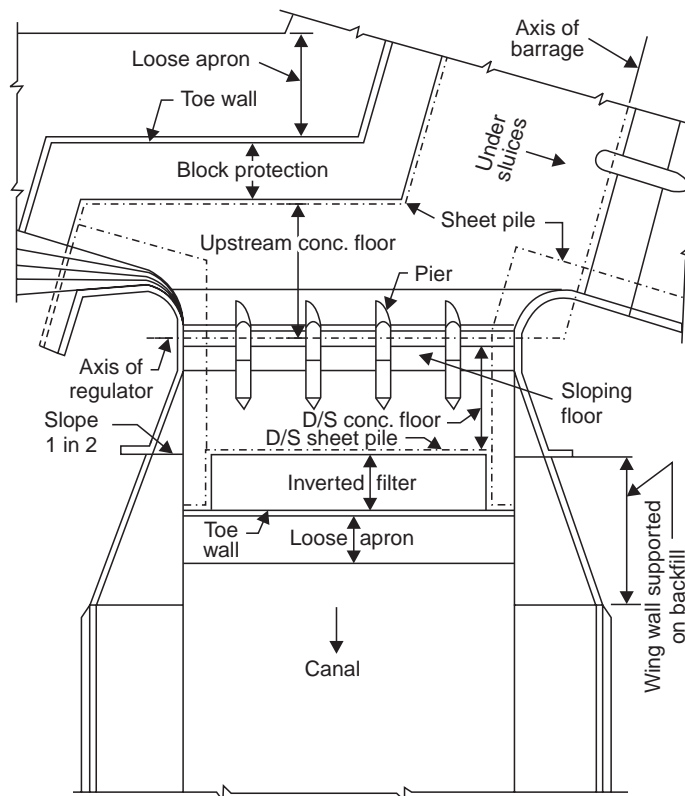 Axis of
barrage
Loose apron
Toe wall
Under
sluices
Block protection
Sheet pile
Upstream conc. floor
Pier
Axis of
regulator
Sloping
floor
Slope
1 in 2
D/S conc. floor
D/S sheet pile
Inverted filter
Toe
wall
Loose apron
Wing wall supported
on backfill
Canal